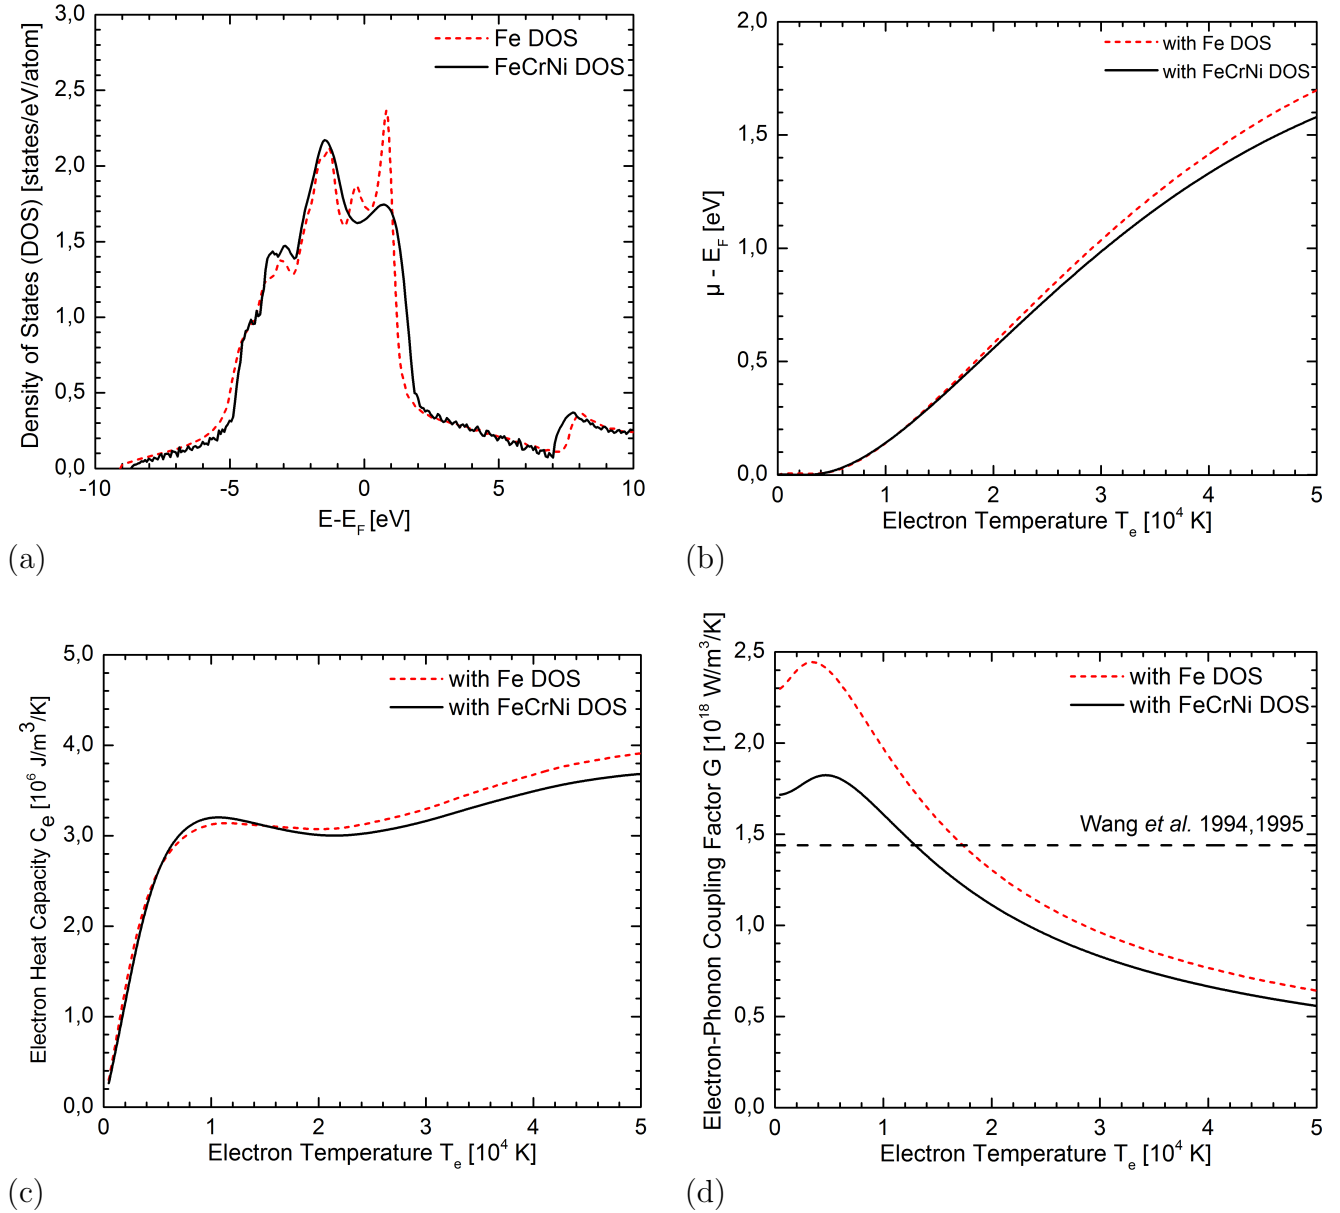 Density of States (DOS) [states/eV/atom]
3,0
2,5
2,0
1,5
1,0
0,5
0,0
-10
-5
0
5
10
E-E_F [eV]
Fe DOS
FeCrNi DOS
(a)
μ - E_F [eV]
2,0
1,5
1,0
0,5
0,0
0
1
2
3
4
5
Electron Temperature T_e [10^4 K]
with Fe DOS
with FeCrNi DOS
(b)
Electron Heat Capacity C_e [10^6 J/m^3/K]
5,0
4,0
3,0
2,0
1,0
0,0
0
1
2
3
4
5
Electron Temperature T_e [10^4 K]
with Fe DOS
with FeCrNi DOS
(c)
Electron-Phonon Coupling Factor G [10^18 W/m^3/K]
2,5
2,0
1,5
1,0
0,5
0,0
0
1
2
3
4
5
Electron Temperature T_e [10^4 K]
with Fe DOS
with FeCrNi DOS
Wang et al. 1994,1995
(d)